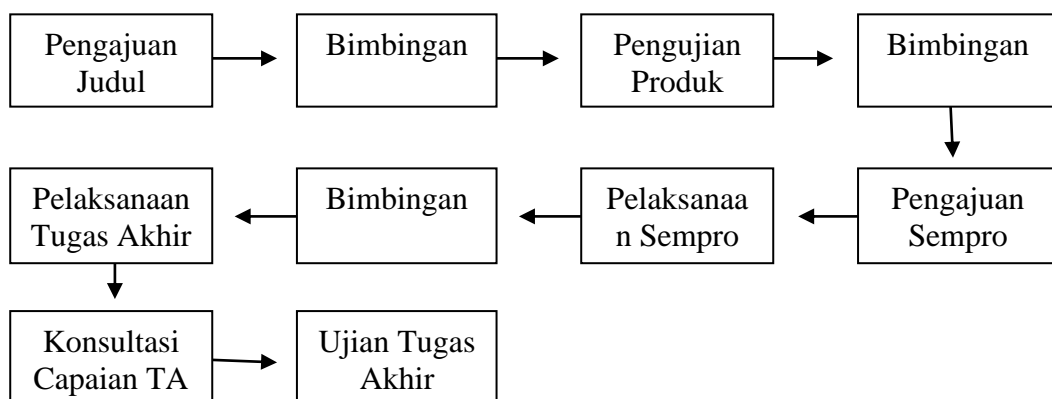 Pengajuan
Judul
Bimbingan
Pengujian
Produk
Bimbingan
Pelaksanaan
Tugas Akhir
Bimbingan
Pelaksanaa
n Sempro
Pengajuan
Sempro
Konsultasi
Capaian TA
Ujian Tugas
Akhir